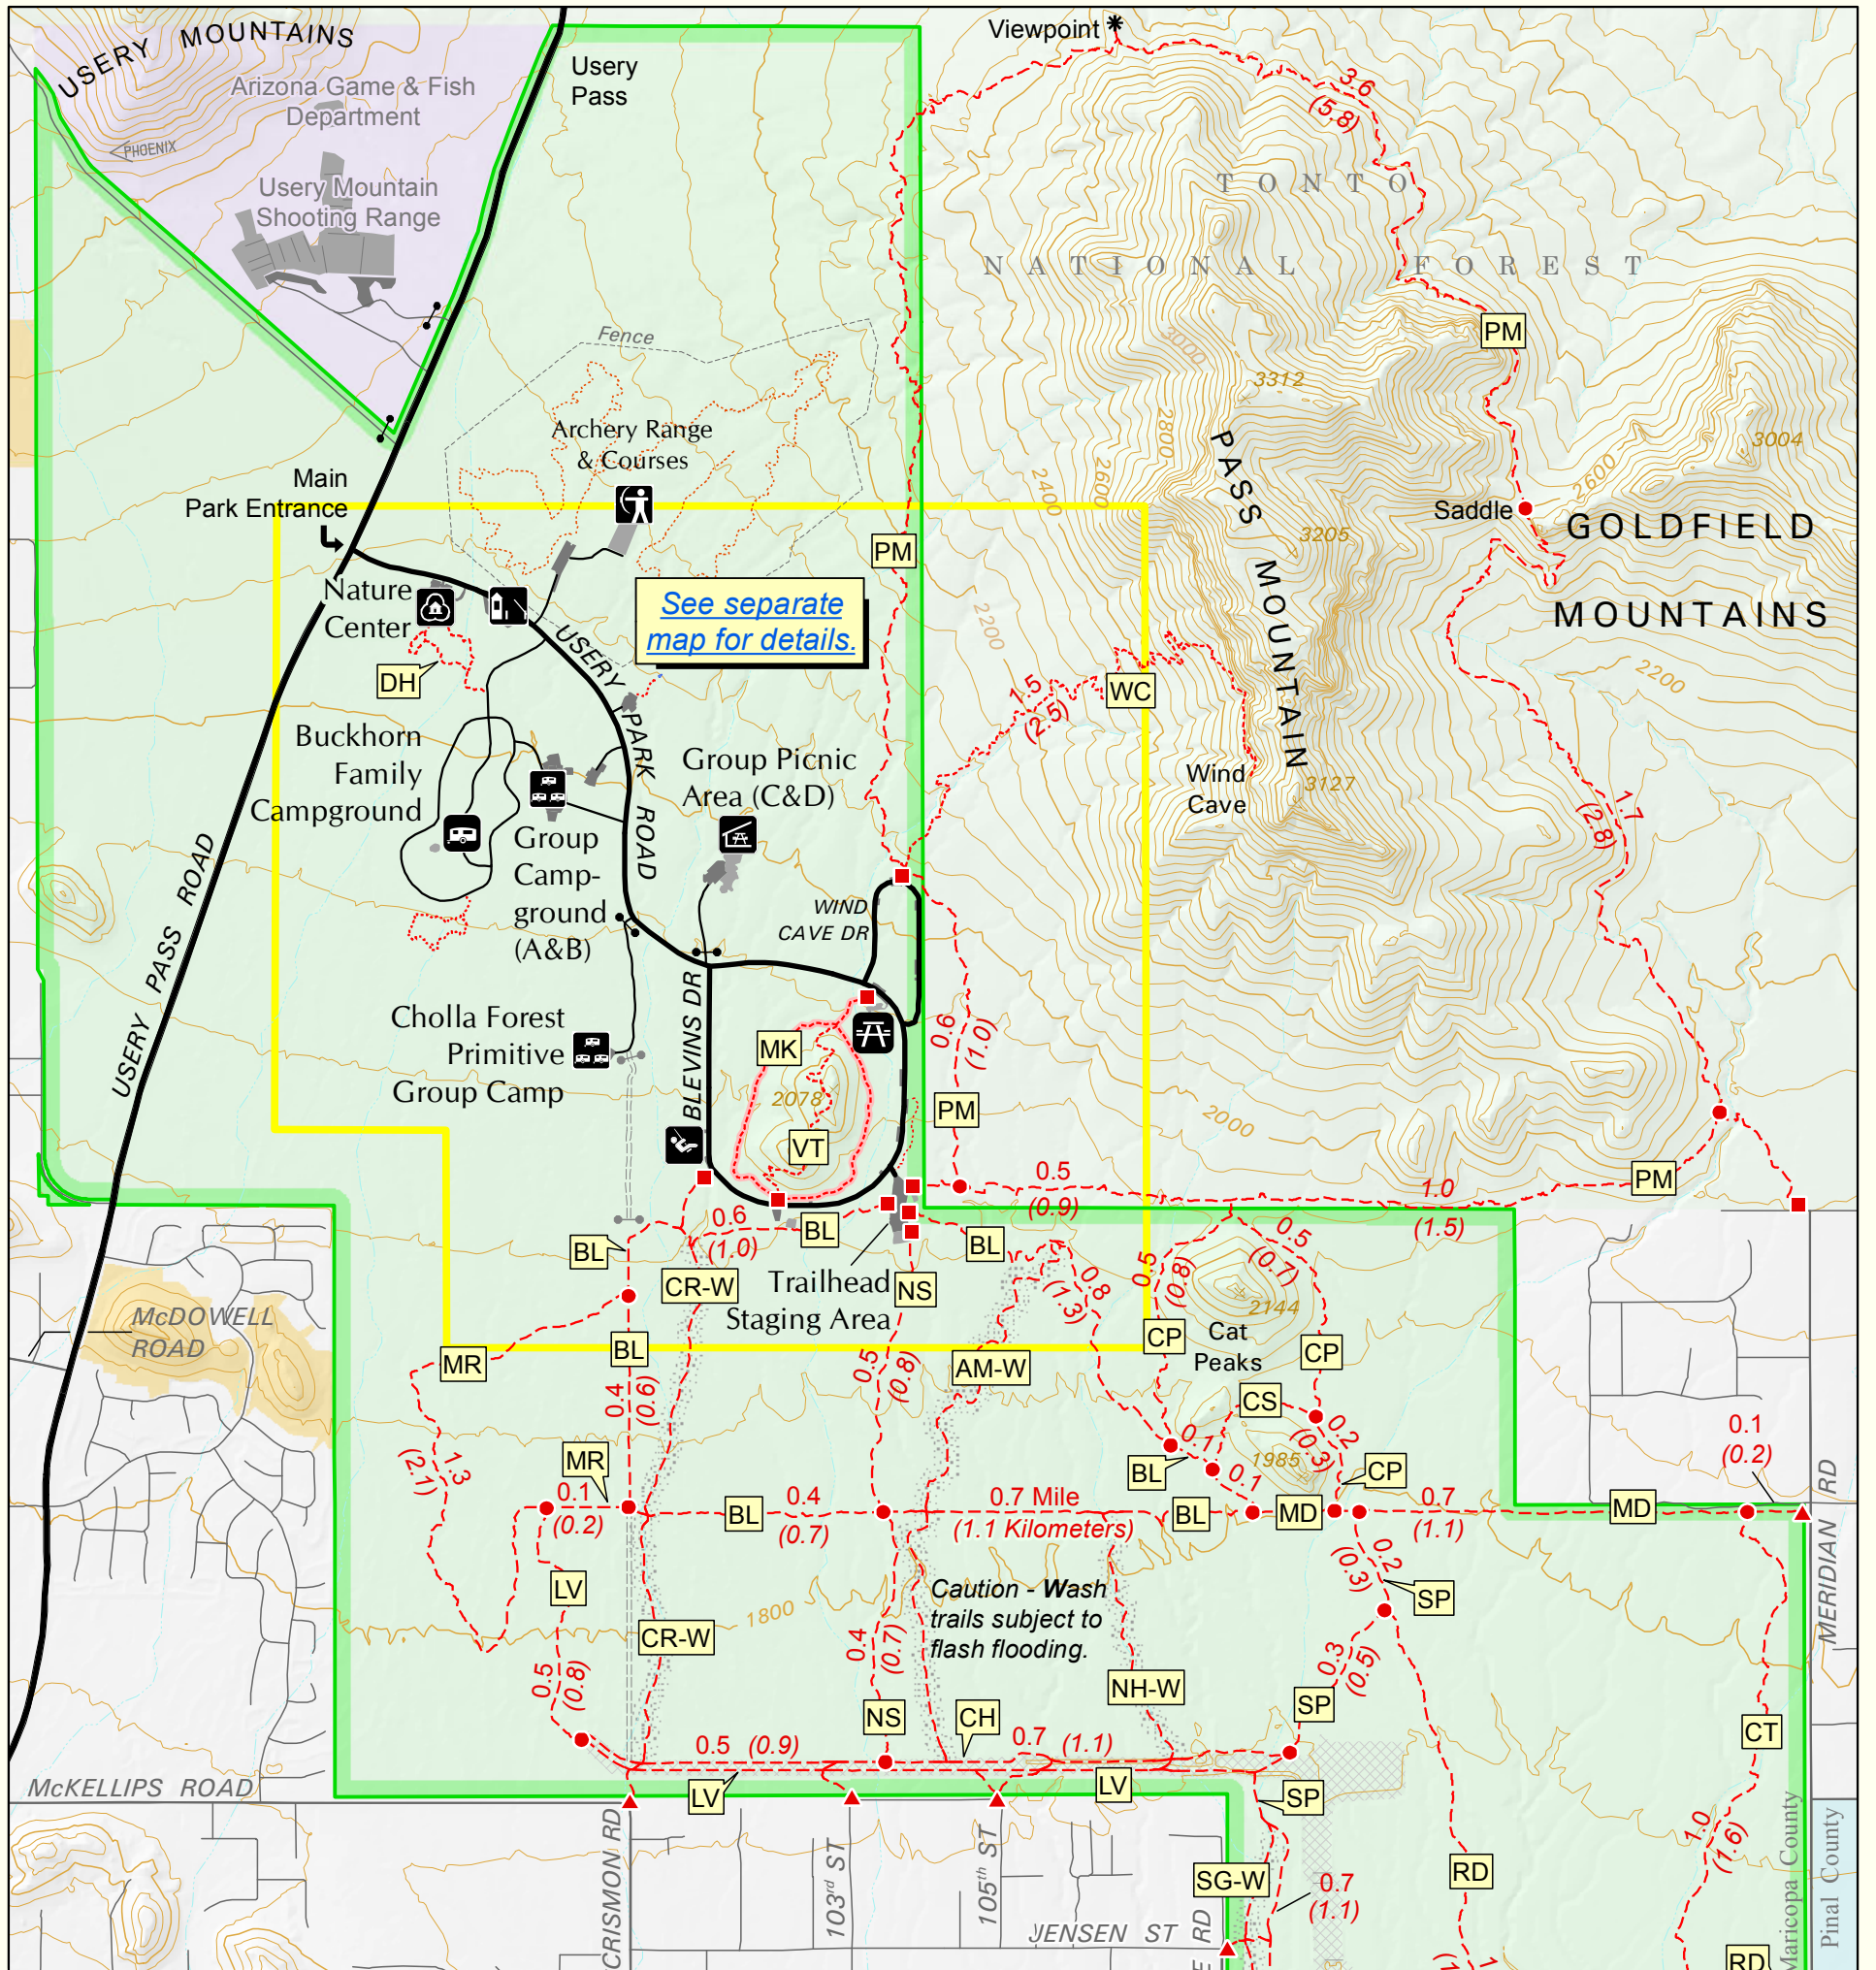 USERY MOUNTAINS
Arizona Game & Fish
Department
PHOENIX
Usery Mountain
Shooting Range
Usery
Pass
Viewpoint
3.6
(5.8)
TONTO
NATIONAL FOREST
PM
Fence
3000
3312
2800
2600
2400
3004
2600
Archery Range
& Courses
Main
Park Entrance
PASS MOUNTAIN
Saddle
GOLDFIELD
MOUNTAINS
3205
PM
Nature
Center
See separate
map for details.
USERY PARK ROAD
DH
2200
2200
1.5
(2.5)
WC
Buckhorn
Family
Campground
Group Picnic
Area (C&D)
Wind
Cave
3127
1.7
(2.8)
Group
Camp-
ground
(A&B)
WIND
CAVE DR
USERY PASS ROAD
Cholla Forest
Primitive
Group Camp
BLEVINS DR
MK
2078
VT
0.6
(1.0)
PM
2000
0.5
(0.9)
1.0
(1.5)
PM
0.6
(1.0)
BL
BL
BL
CR-W
Trailhead
Staging Area
NS
0.8
(1.3)
0.5
(0.8)
0.5
(0.7)
2144
Cat
Peaks
CP
CP
McDOWELL
ROAD
MR
BL
0.4
(0.6)
0.5
(0.8)
AM-W
CS
0.2
(0.3)
1985
CP
0.1
BL
0.1
0.1
(0.2)
1.3
(2.1)
MR
0.1
(0.2)
BL
0.4
(0.7)
0.7 Mile
(1.1 Kilometers)
BL
MD
0.7
(1.1)
MD
MERIDIAN RD
LV
1800
Caution - Wash
trails subject to
flash flooding.
0.2
(0.3)
SP
CR-W
0.4
(0.7)
0.3
(0.5)
0.5
(0.8)
NH-W
NS
CH
SP
CT
0.5 (0.9)
0.7 (1.1)
LV
LV
SP
McKELLIPS ROAD
CRISMON RD
103rd ST
105th ST
JENSEN ST
RD
SG-W
0.7
(1.1)
RD
1.0
(1.6)
Maricopa County
Pinal County
RD